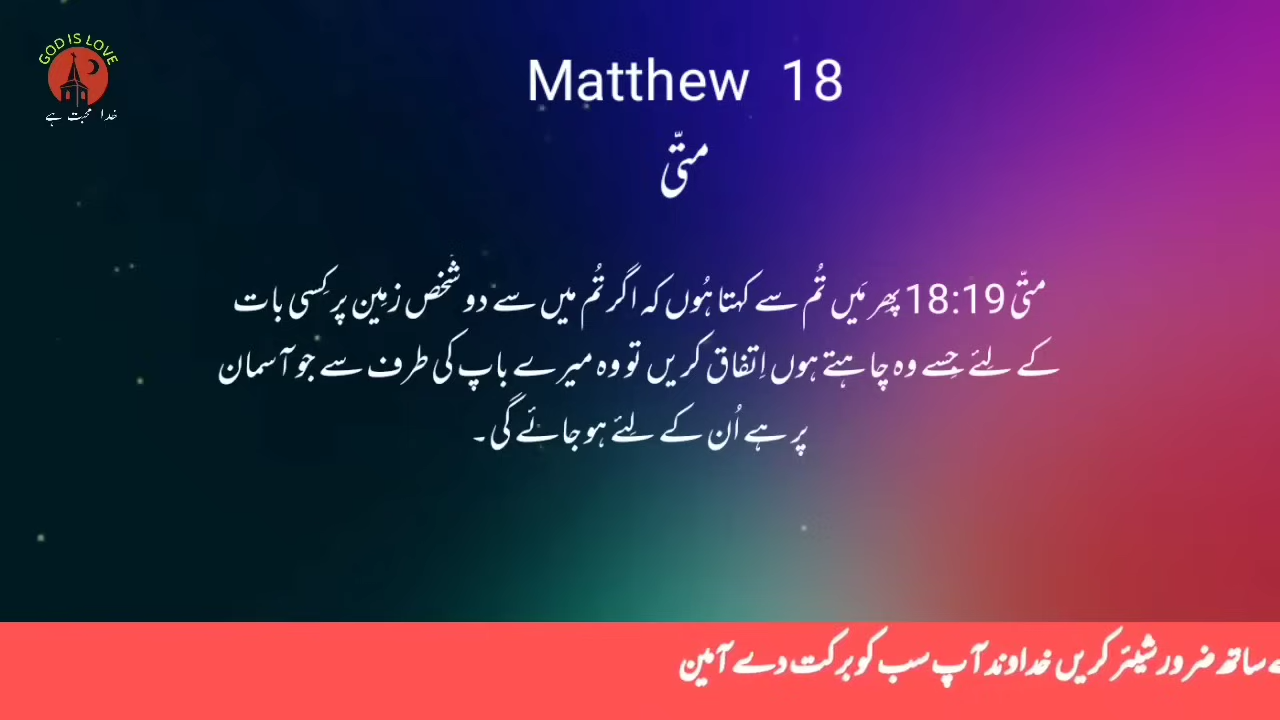 GOD IS LOVE
خدا محبت ہے
Matthew 18
متّی
متّی18:19 پھِر مَیں تُم سے کہتا ہُوں کہ اگر تُم میں سے دو شخص زمِین پر کِسی بات
کے لِئے جِسے وہ چاہتے ہوں اِتفاق کریں تو وہ میرے باپ کی طرف سے جو آسمان
پر ہے اُن کے لِئے ہو جائے گی۔
ساتھ ضرور شیئر کریں خداوند آپ سب کو برکت دے آمین